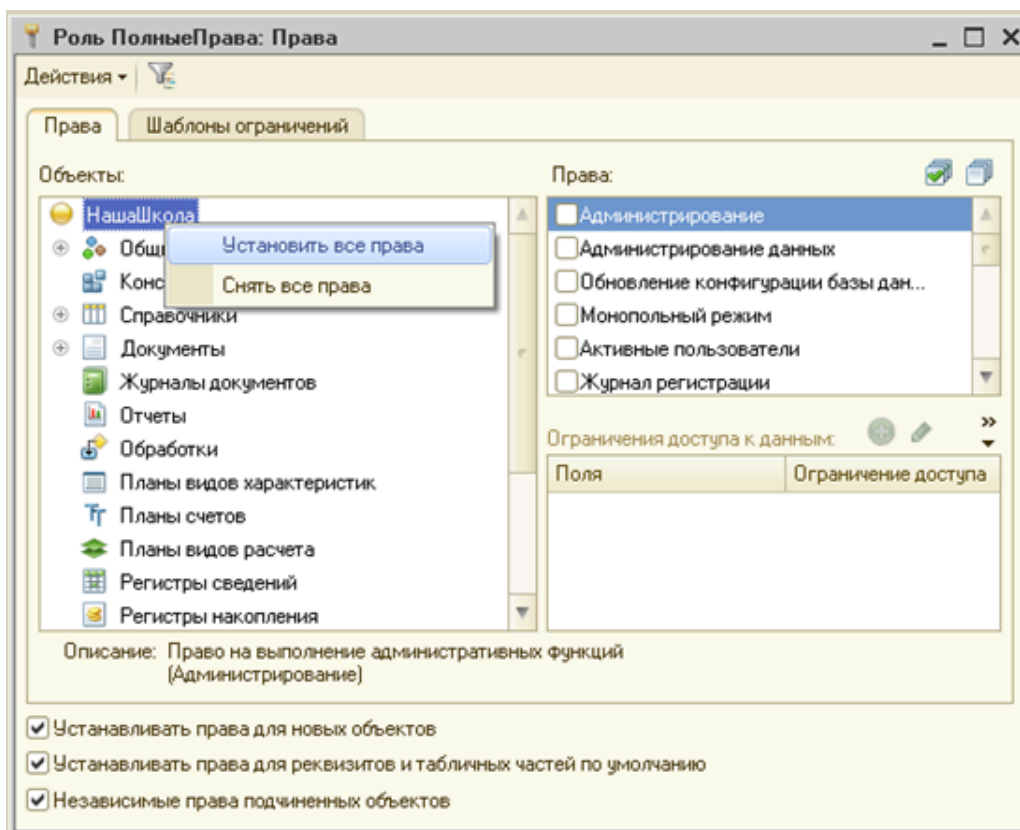 Роль ПолныеПрава: Права
Действия
Права
Шаблоны ограничений
Объекты:
НашаШкола
Общи
Конс
Справочники
Документы
Журналы документов
Отчеты
Обработки
Планы видов характеристик
Планы счетов
Планы видов расчета
Регистры сведений
Регистры накопления
Установить все права
Снять все права
Права:
Администрирование
Администрирование данных
Обновление конфигурации базы дан...
Монопольный режим
Активные пользователи
Журнал регистрации
Ограничения доступа к данным:
Поля
Ограничение доступа
Описание: Право на выполнение административных функций
(Администрирование)
Устанавливать права для новых объектов
Устанавливать права для реквизитов и табличных частей по умолчанию
Независимые права подчиненных объектов